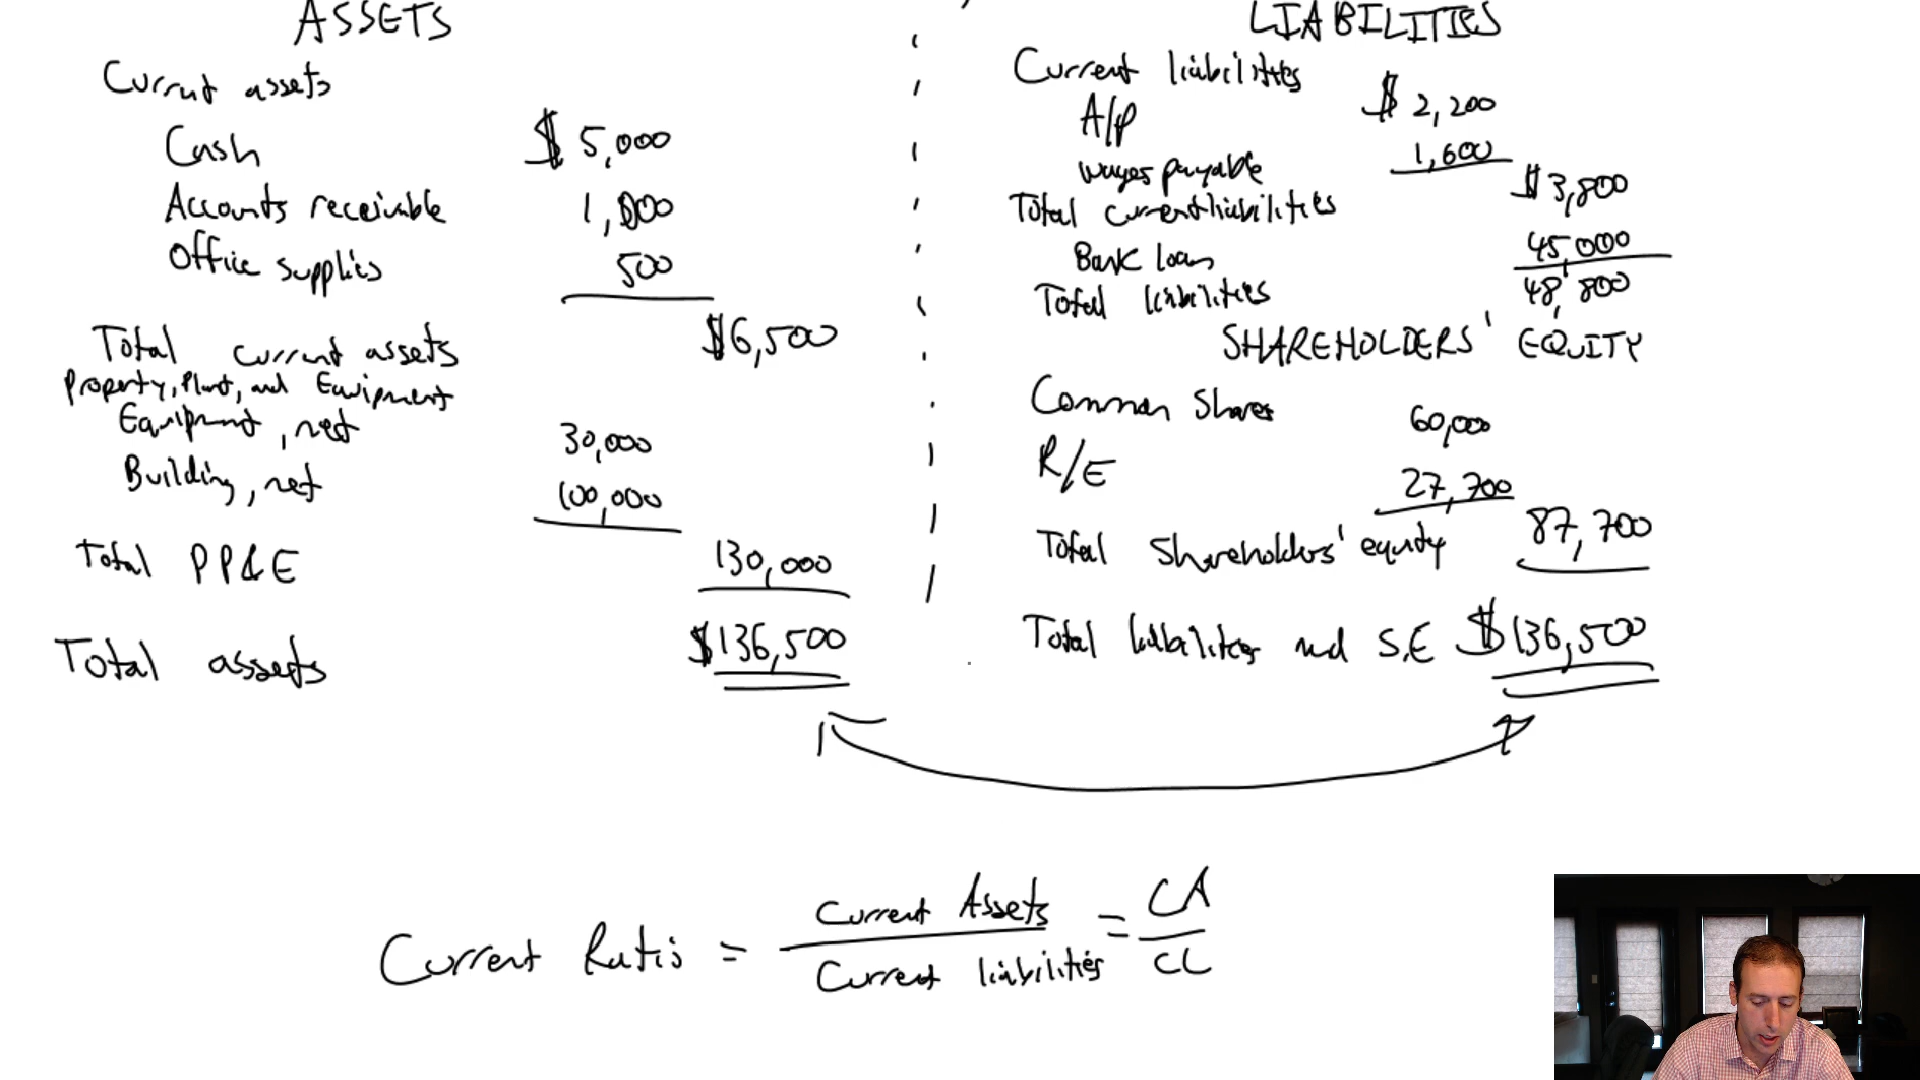 ASSETS
Current assets
Cash $ 5,000
Accounts receivable 1,000
Office supplies 500
Total current assets $6,500
Property, Plant, and Equipment
Equipment, net 30,000
Building, net 100,000
Total PP&E 130,000
Total assets $136,500
LIABILITIES
Current liabilities
A/P $ 2,200
Wages payable 1,600
Total current liabilities $3,800
Bank loan 45,000
Total liabilities 48,800
SHAREHOLDERS' EQUITY
Common Shares 60,000
R/E 27,700
Total Shareholders' equity 87,700
Total liabilities and S.E $136,500
Current Ratio = Current Assets / Current liabilities = CA / CL